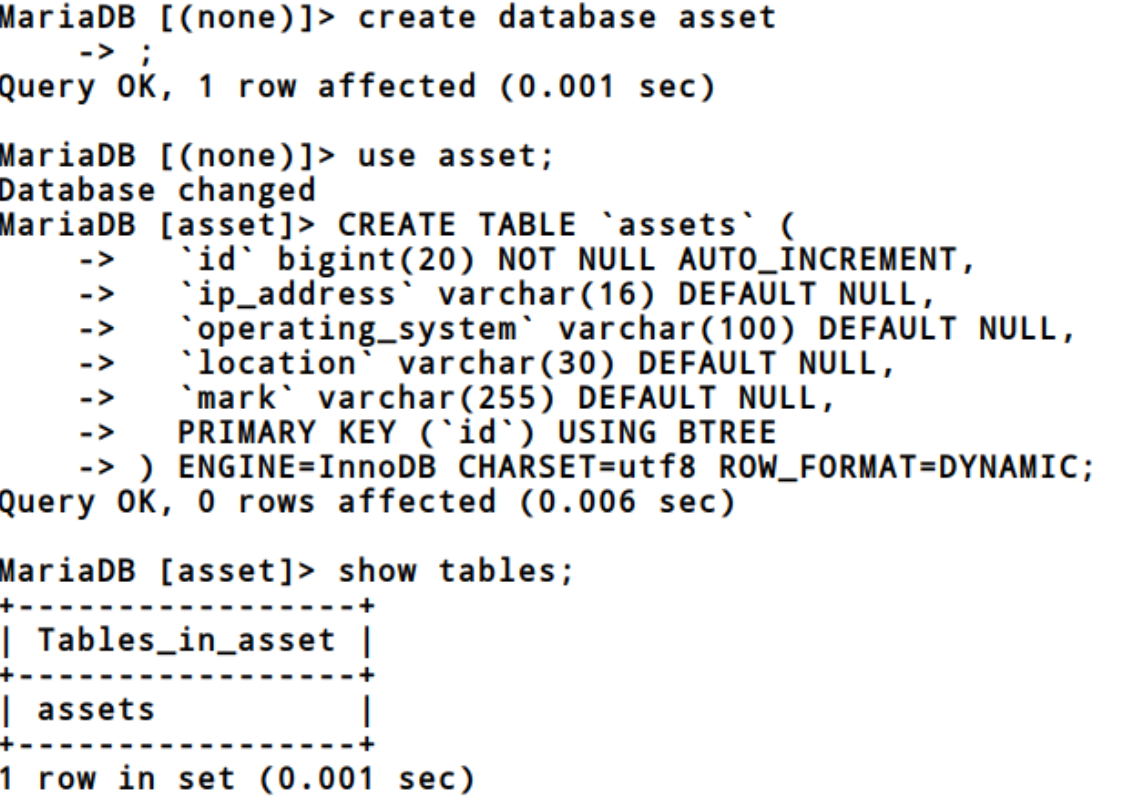 MariaDB [(none)]> create database asset
    -> ;
Query OK, 1 row affected (0.001 sec)

MariaDB [(none)]> use asset;
Database changed
MariaDB [asset]> CREATE TABLE `assets` (
    ->   `id` bigint(20) NOT NULL AUTO_INCREMENT,
    ->   `ip_address` varchar(16) DEFAULT NULL,
    ->   `operating_system` varchar(100) DEFAULT NULL,
    ->   `location` varchar(30) DEFAULT NULL,
    ->   `mark` varchar(255) DEFAULT NULL,
    ->   PRIMARY KEY (`id`) USING BTREE
    -> ) ENGINE=InnoDB CHARSET=utf8 ROW_FORMAT=DYNAMIC;
Query OK, 0 rows affected (0.006 sec)

MariaDB [asset]> show tables;
+-----------------+
| Tables_in_asset |
+-----------------+
| assets          |
+-----------------+
1 row in set (0.001 sec)